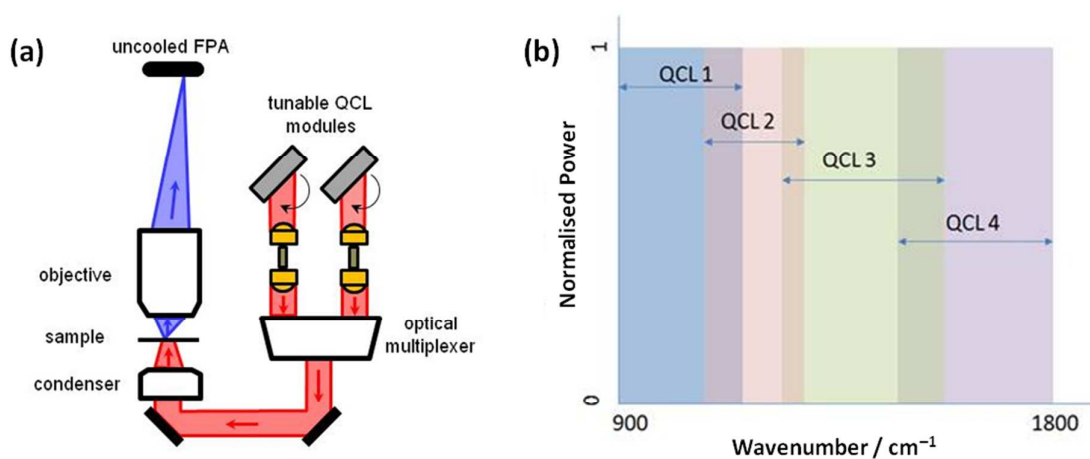 (a)
uncooled FPA
tunable QCL
modules
objective
sample
condenser
optical
multiplexer
(b)
1
Normalised Power
0
QCL 1
QCL 2
QCL 3
QCL 4
900
1800
Wavenumber / cm⁻¹